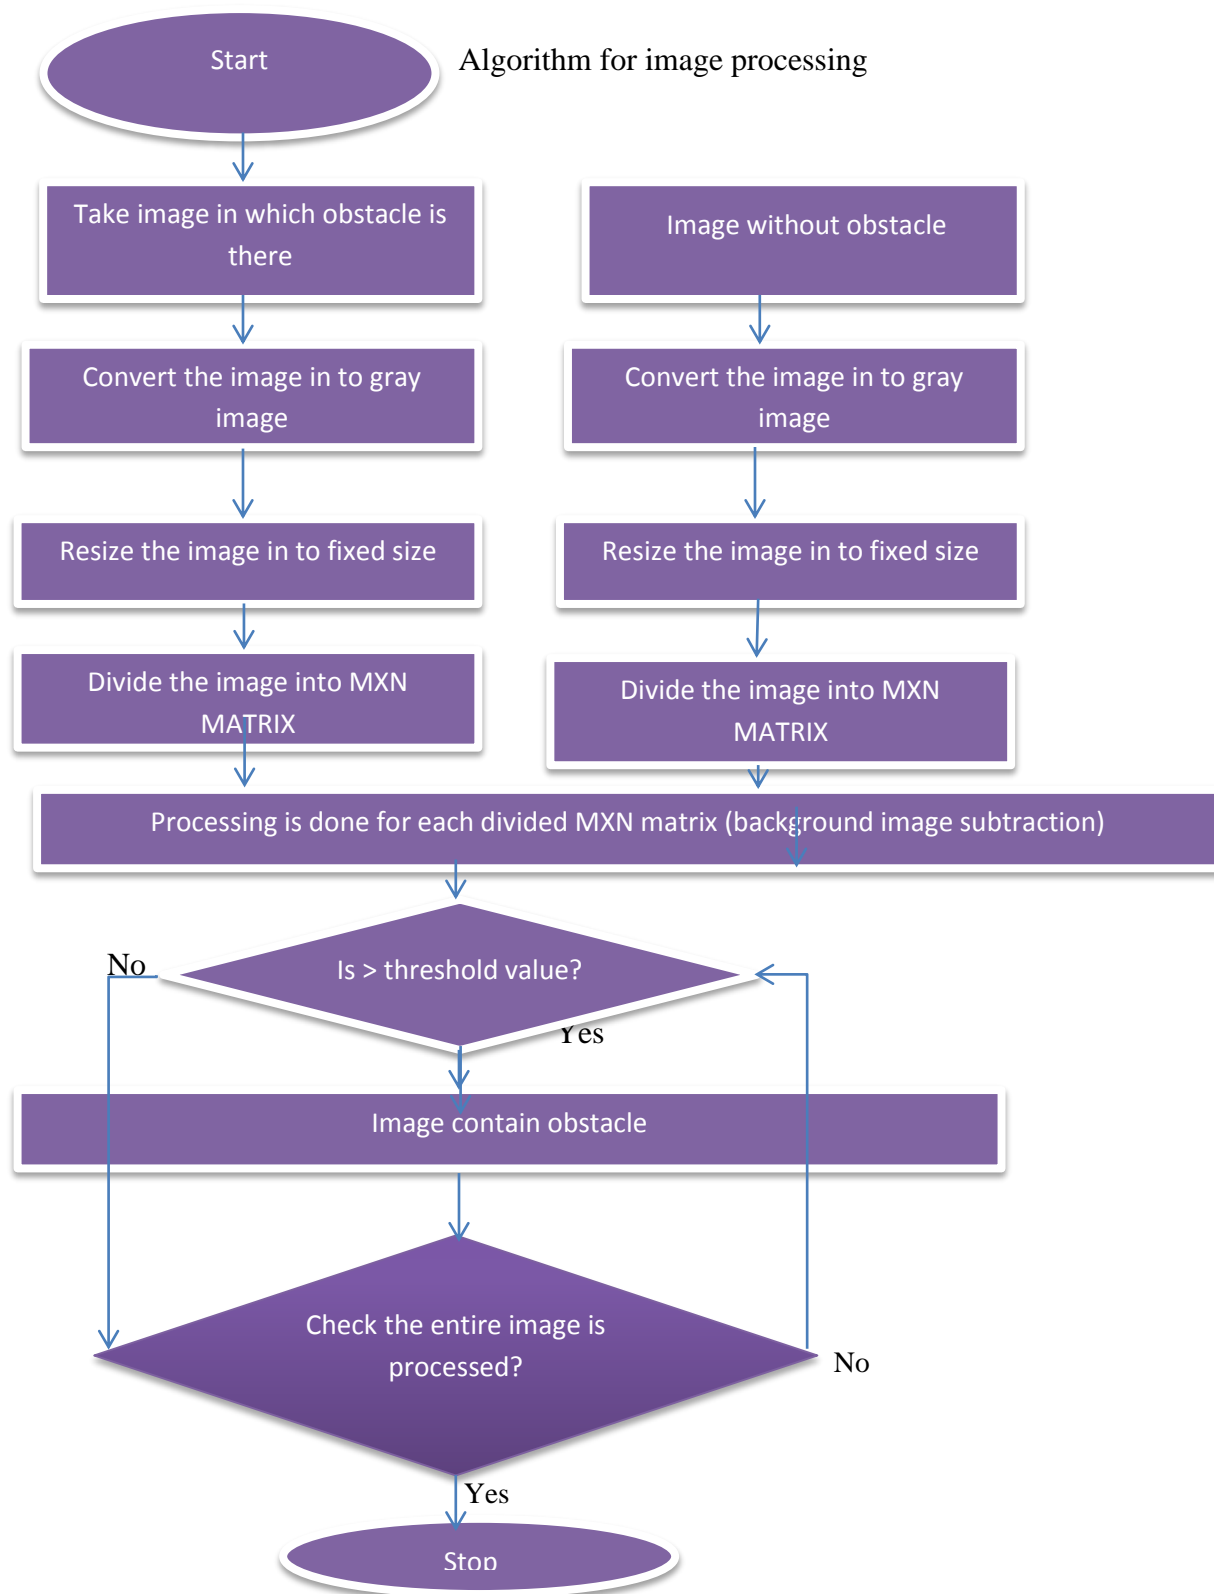 Start
Algorithm for image processing
Take image in which obstacle is
there
Image without obstacle
Convert the image in to gray
image
Convert the image in to gray
image
Resize the image in to fixed size
Resize the image in to fixed size
Divide the image into MXN
MATRIX
Divide the image into MXN
MATRIX
Processing is done for each divided MXN matrix (background image subtraction)
No
Is > threshold value?
Yes
Image contain obstacle
Check the entire image is
processed?
No
Yes
Stop